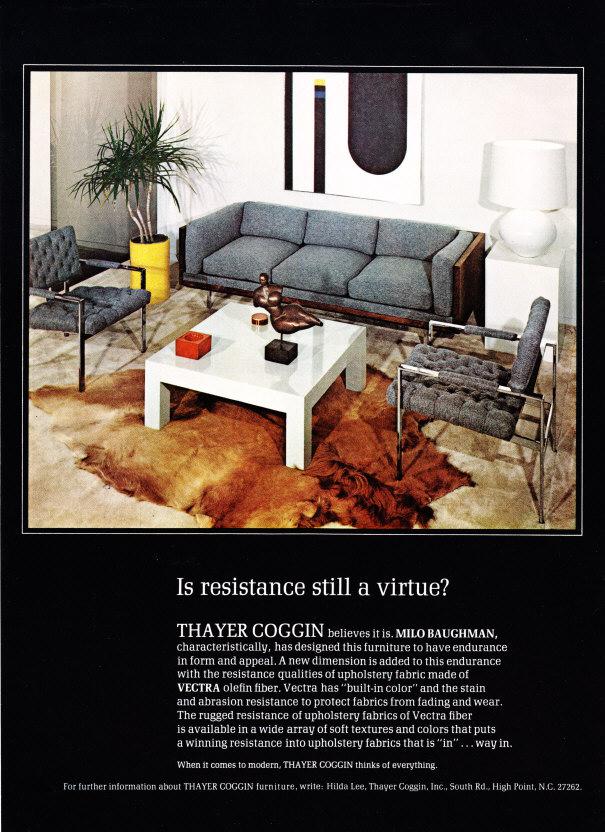 Is resistance still a virtue?
THAYER COGGIN believes it is. MILO BAUGHMAN,
characteristically, has designed this furniture to have endurance
in form and appeal. A new dimension is added to this endurance
with the resistance qualities of upholstery fabric made of
VECTRA olefin fiber. Vectra has "built-in color" and the stain
and abrasion resistance to protect fabrics from fading and wear.
The rugged resistance of upholstery fabrics of Vectra fiber
is available in a wide array of soft textures and colors that puts
a winning resistance into upholstery fabrics that is "in" . . . way in.
When it comes to modern, THAYER COGGIN thinks of everything.
For further information about THAYER COGGIN furniture, write: Hilda Lee, Thayer Coggin, Inc., South Rd., High Point, N.C. 27262.